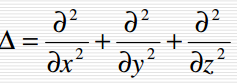 Δ = ∂²/∂x² + ∂²/∂y² + ∂²/∂z²